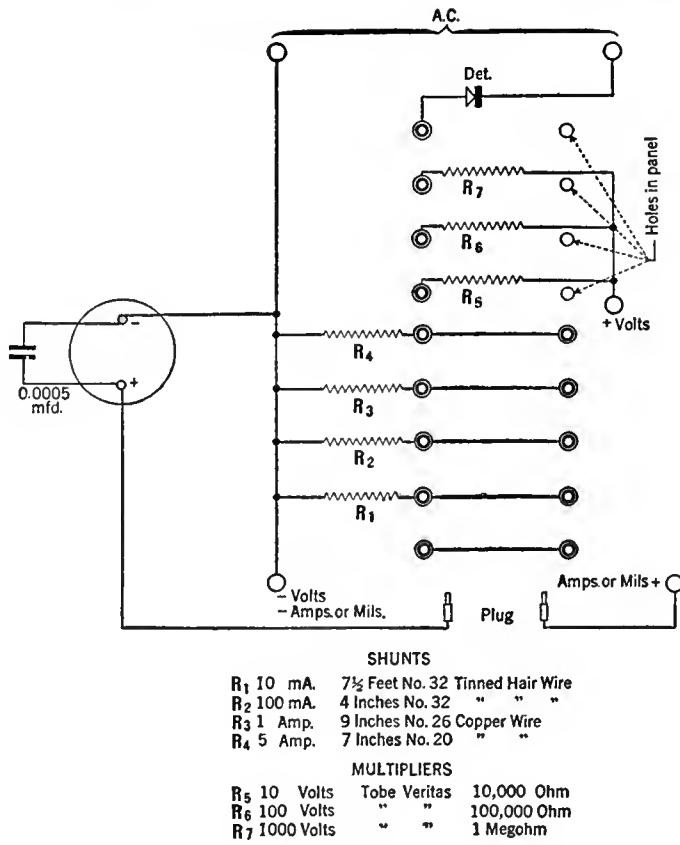 A.C.
Det.
R7
R6
R5
Holes in panel
+ Volts
-
+
0.0005
mfd.
R4
R3
R2
R1
- Volts
- Amps. or Mils.
Plug
Amps. or Mils +
SHUNTS
R1 10 mA. 7½ Feet No. 32 Tinned Hair Wire
R2 100 mA. 4 Inches No. 32 " " "
R3 1 Amp. 9 Inches No. 26 Copper Wire
R4 5 Amp. 7 Inches No. 20 " "
MULTIPLIERS
R5 10 Volts Tobe Veritas 10,000 Ohm
R6 100 Volts " " 100,000 Ohm
R7 1000 Volts " " 1 Megohm